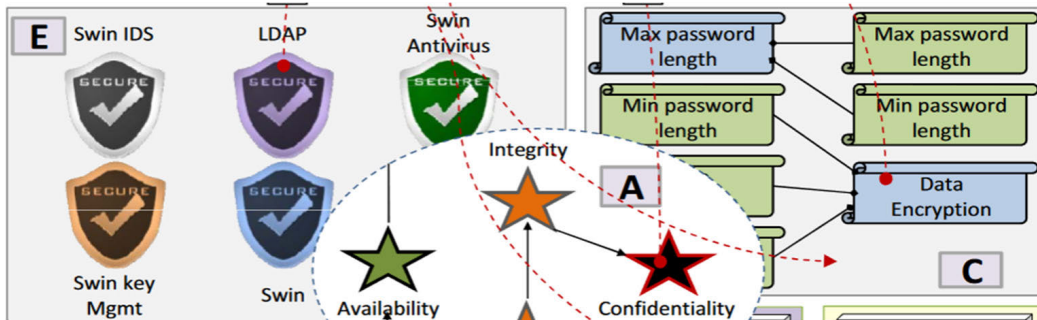 E
Swin IDS
LDAP
Swin
Antivirus
SECURE
SECURE
SECURE
SECURE
SECURE
Swin key
Mgmt
Swin
Integrity
A
Availability
Confidentiality
Max password
length
Max password
length
Min password
length
Min password
length
Data
Encryption
C